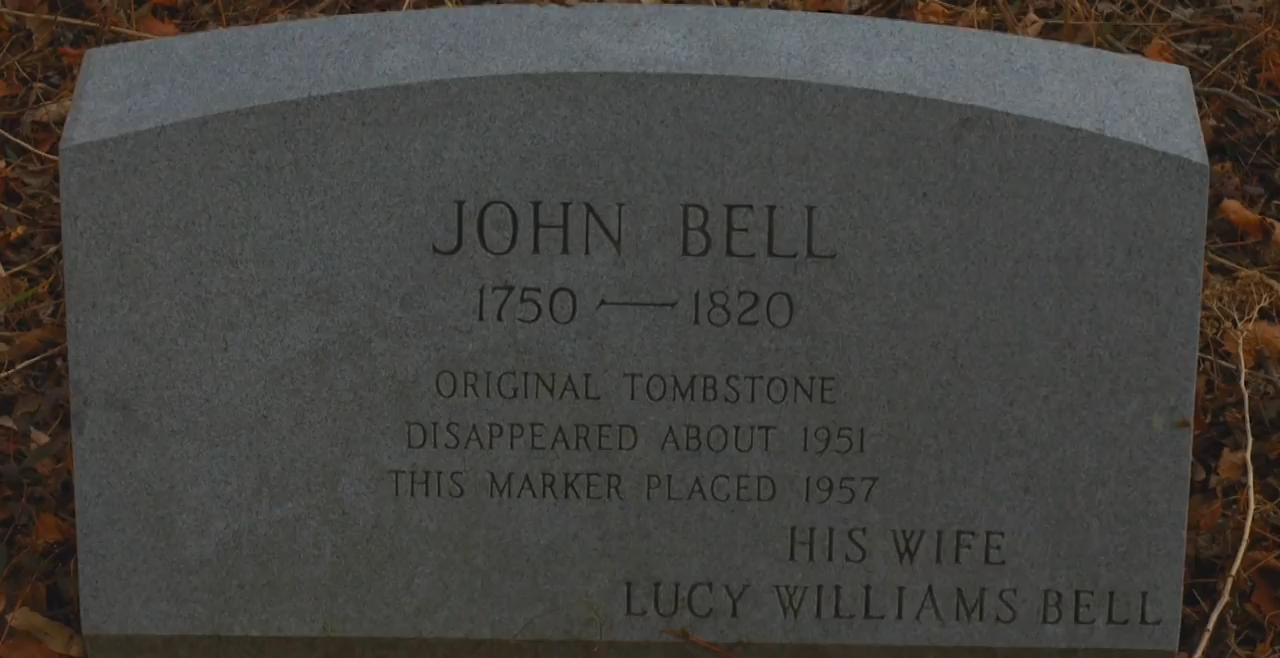 JOHN BELL
1750 — 1820
ORIGINAL TOMBSTONE
DISAPPEARED ABOUT 1951
THIS MARKER PLACED 1957
HIS WIFE
LUCY WILLIAMS BELL